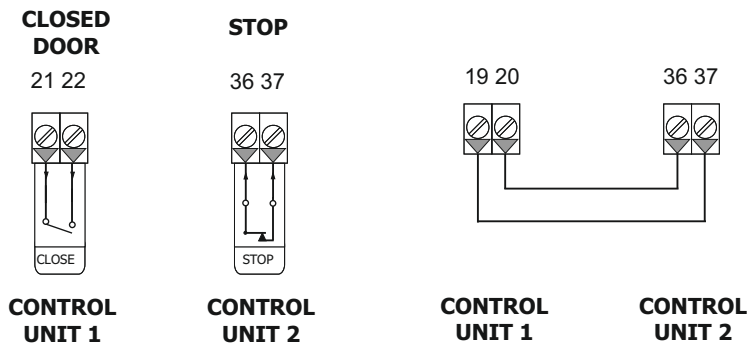 CLOSED
DOOR
STOP
21 22
36 37
19 20
36 37
CLOSE
STOP
CONTROL
UNIT 1
CONTROL
UNIT 2
CONTROL
UNIT 1
CONTROL
UNIT 2